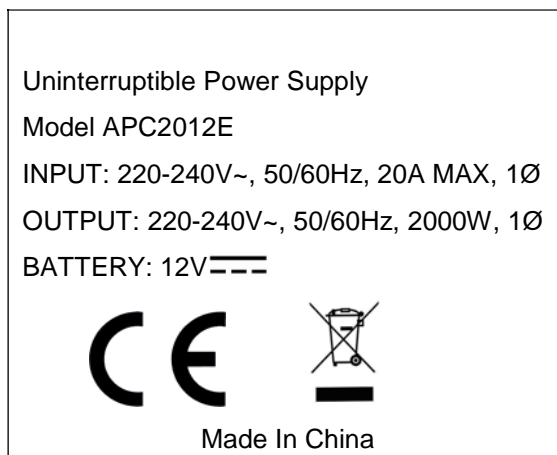 Uninterruptible Power Supply
Model APC2012E
INPUT: 220-240V~, 50/60Hz, 20A MAX, 1Ø
OUTPUT: 220-240V~, 50/60Hz, 2000W, 1Ø
BATTERY: 12V⎓
CE
Made In China